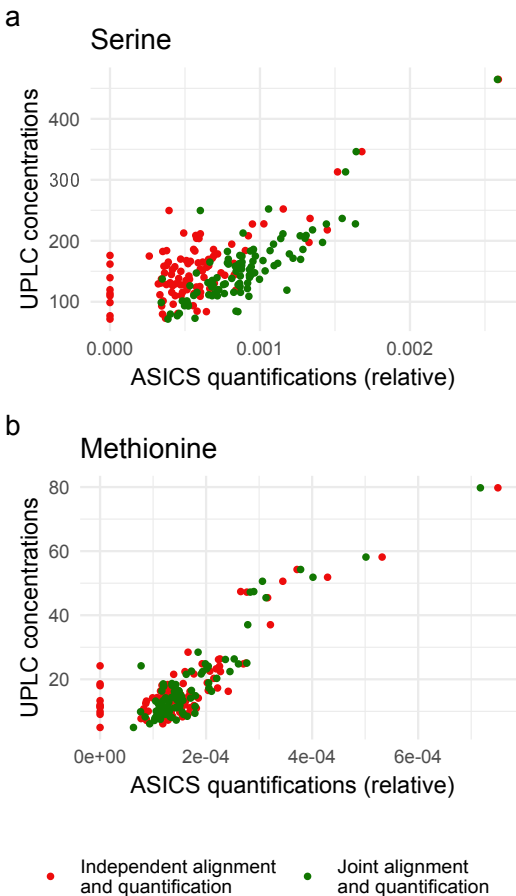 a
Serine
UPLC concentrations
400
300
200
100
0.000
0.001
0.002
ASICS quantifications (relative)
b
Methionine
UPLC concentrations
80
60
40
20
0e+00
2e-04
4e-04
6e-04
ASICS quantifications (relative)
Independent alignment
and quantification
Joint alignment
and quantification